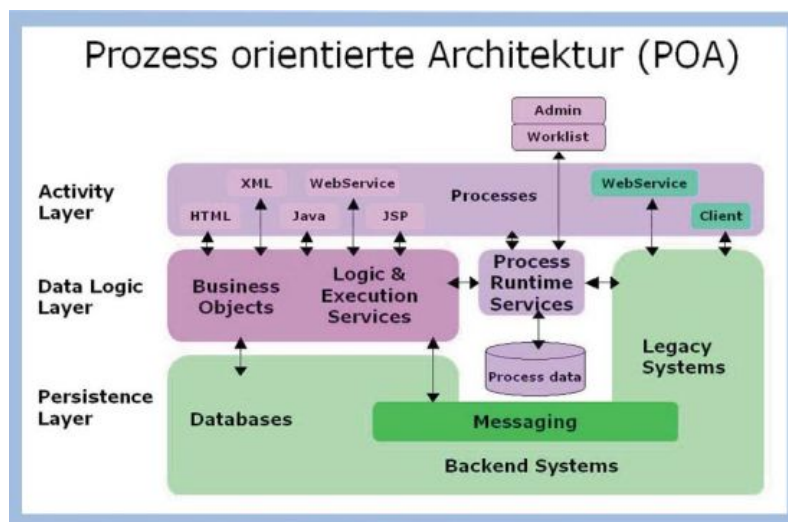 Prozess orientierte Architektur (POA)
Admin
Worklist
Activity
Layer
XML
WebService
Processes
WebService
HTML
Java
JSP
Client
Data Logic
Layer
Business
Objects
Logic &
Execution
Services
Process
Runtime
Services
Legacy
Systems
Process data
Persistence
Layer
Databases
Messaging
Backend Systems